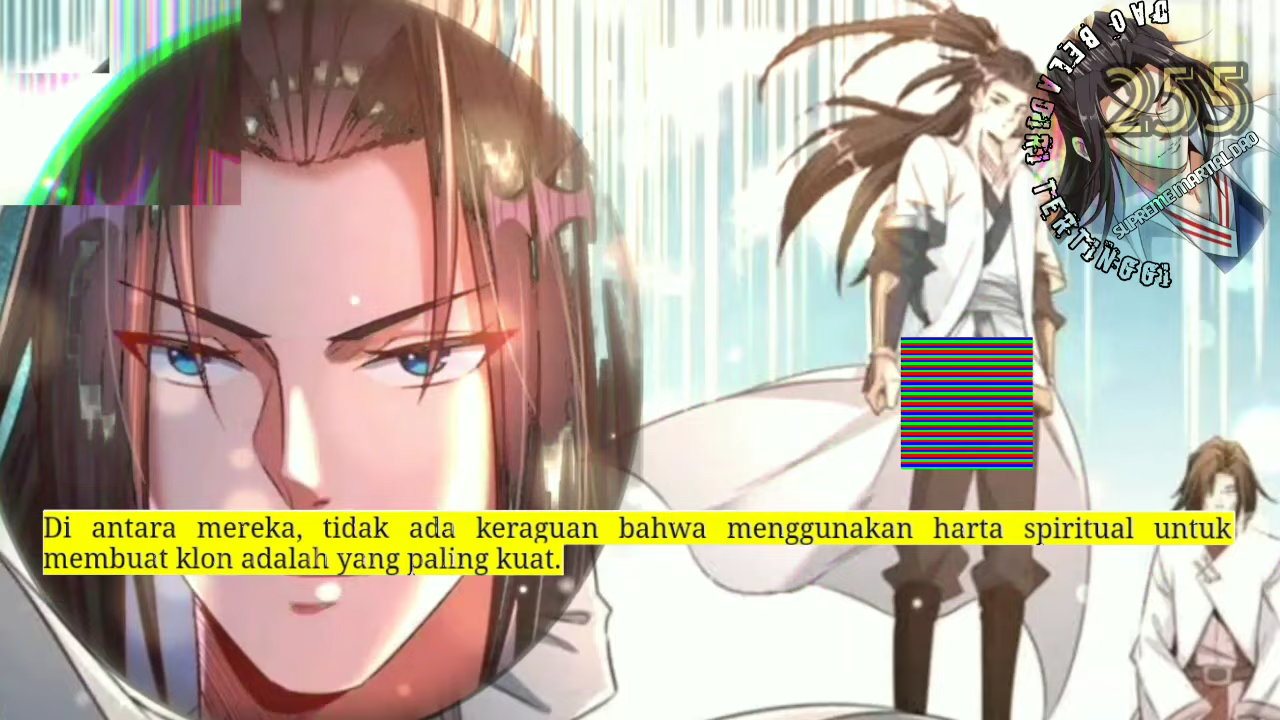 DAO BELADIRI TERTINGGI
255
SUPREME MARTIAL DAO
Di antara mereka, tidak ada keraguan bahwa menggunakan harta spiritual untuk
membuat klon adalah yang paling kuat.